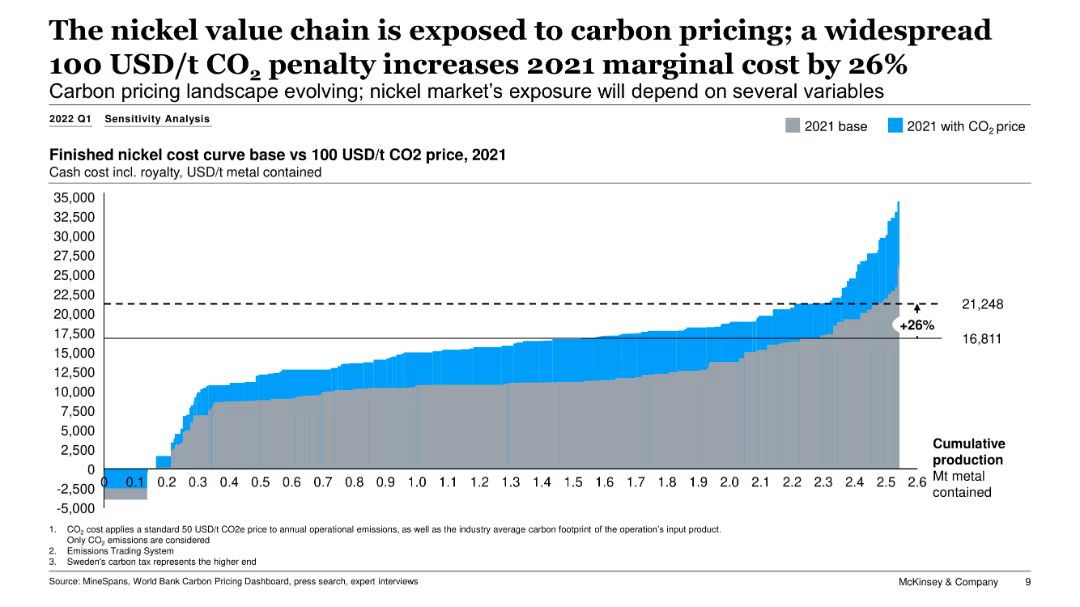 The nickel value chain is exposed to carbon pricing; a widespread
100 USD/t CO₂ penalty increases 2021 marginal cost by 26%
Carbon pricing landscape evolving; nickel market's exposure will depend on several variables
2022 Q1 Sensitivity Analysis
2021 base 2021 with CO₂ price
Finished nickel cost curve base vs 100 USD/t CO2 price, 2021
Cash cost incl. royalty, USD/t metal contained
35,000
32,500
30,000
27,500
25,000
22,500
20,000
17,500
15,000
12,500
10,000
7,500
5,000
2,500
0
-2,500
-5,000
21,248
+26%
16,811
0 0.1 0.2 0.3 0.4 0.5 0.6 0.7 0.8 0.9 1.0 1.1 1.2 1.3 1.4 1.5 1.6 1.7 1.8 1.9 2.0 2.1 2.2 2.3 2.4 2.5 2.6
Cumulative
production
Mt metal
contained
1. CO₂ cost applies a standard 50 USD/t CO2e price to annual operational emissions, as well as the industry average carbon footprint of the operation's input product.
Only CO₂ emissions are considered
2. Emissions Trading System
3. Sweden's carbon tax represents the higher end
Source: MineSpans, World Bank Carbon Pricing Dashboard, press search, expert interviews
McKinsey & Company 9